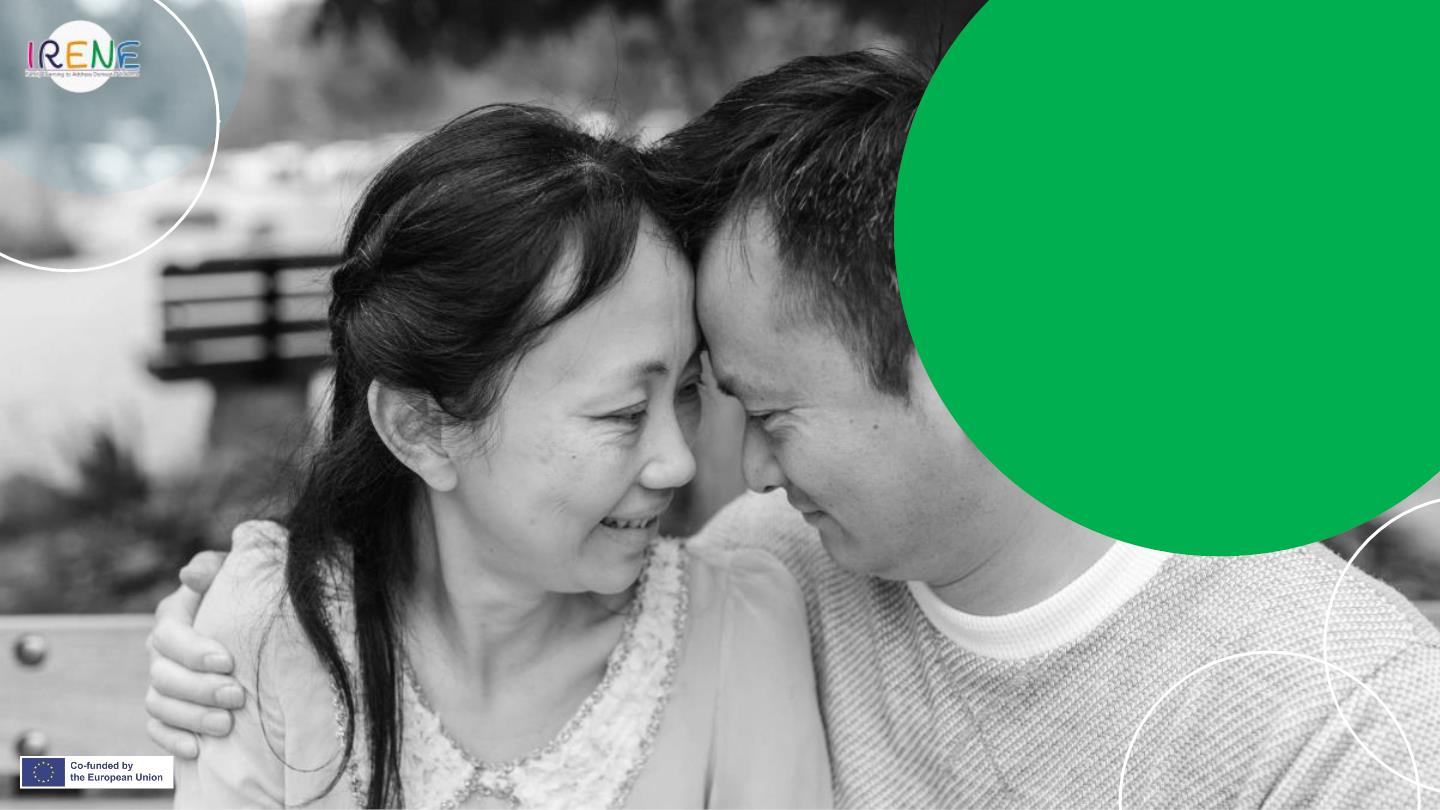 IRENE
Co-funded by
the European Union